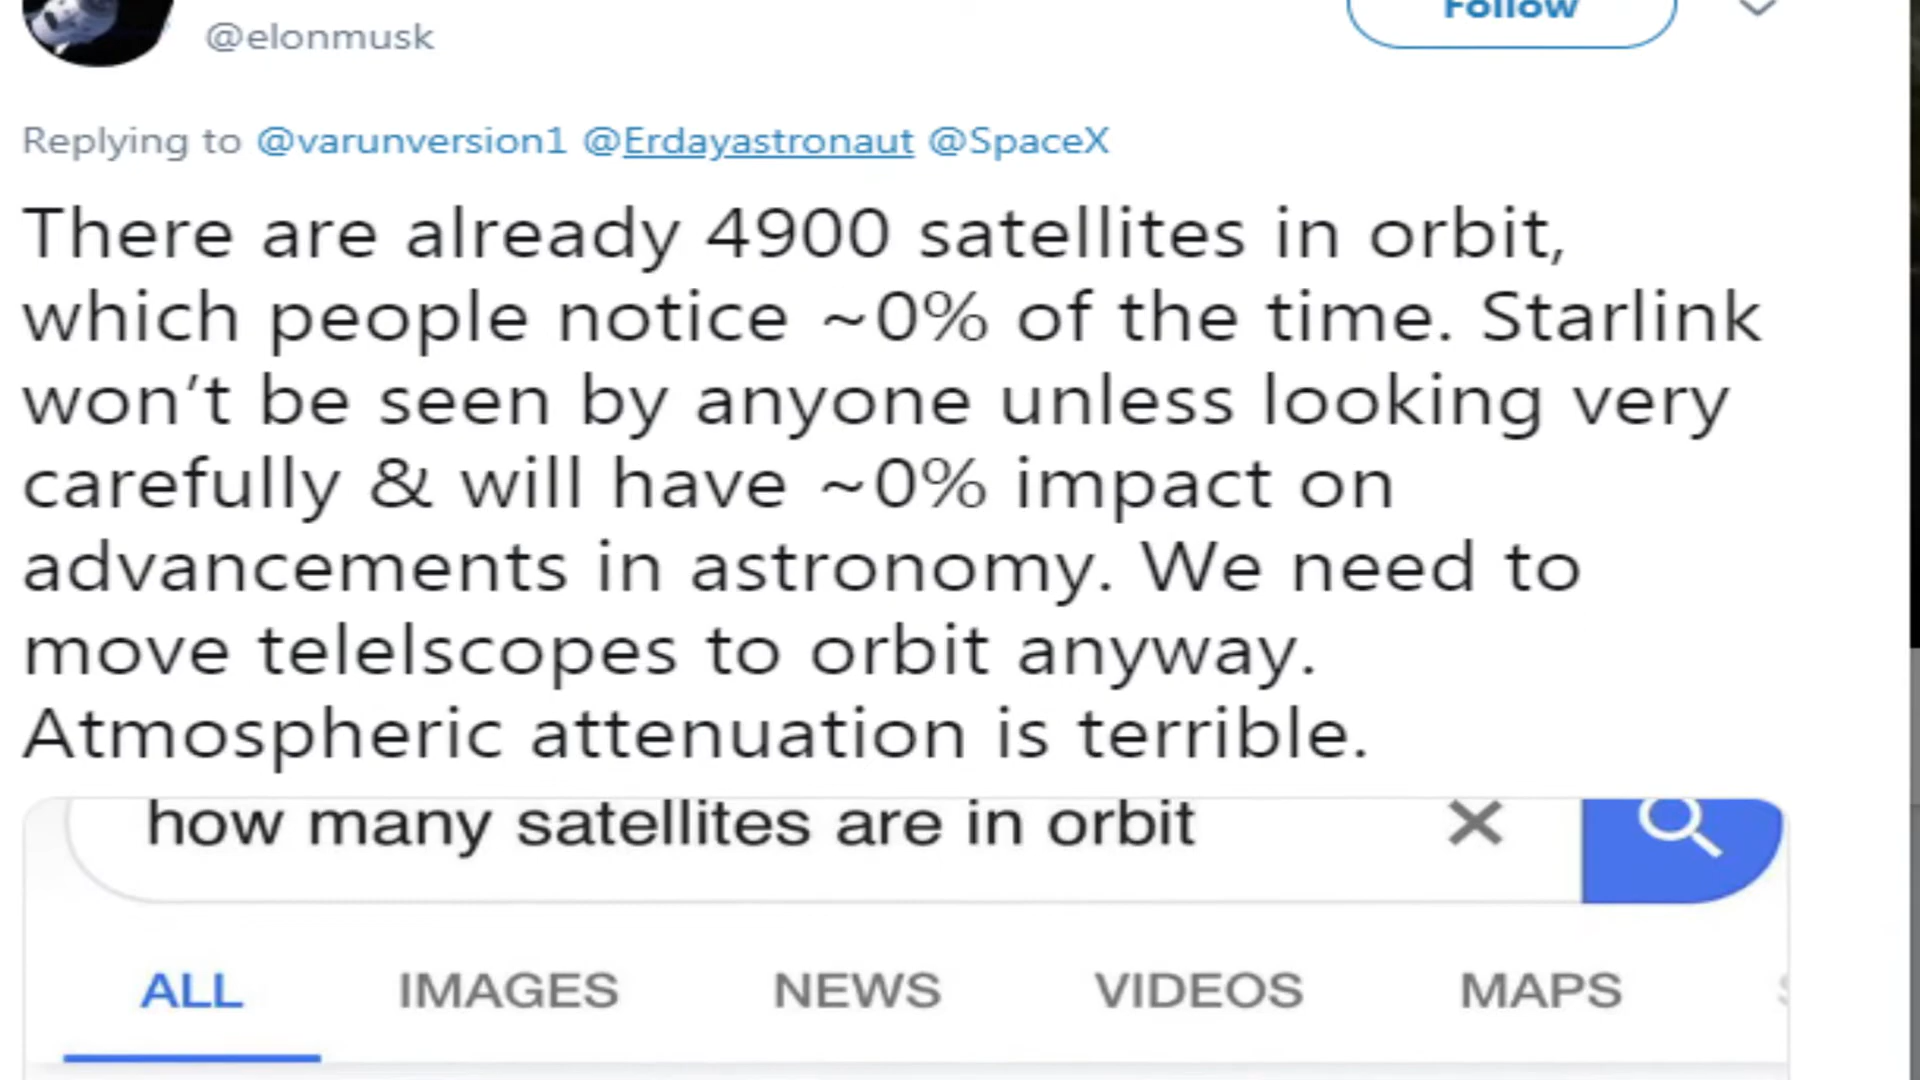 Follow
@elonmusk
Replying to @varunversion1 @Erdayastronaut @SpaceX
There are already 4900 satellites in orbit,
which people notice ~0% of the time. Starlink
won’t be seen by anyone unless looking very
carefully & will have ~0% impact on
advancements in astronomy. We need to
move telelscopes to orbit anyway.
Atmospheric attenuation is terrible.
how many satellites are in orbit
ALL IMAGES NEWS VIDEOS MAPS